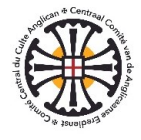 Comité Central du Culte Anglican ✠ Centraal Comité van de Anglicaanse Eredienst ✠